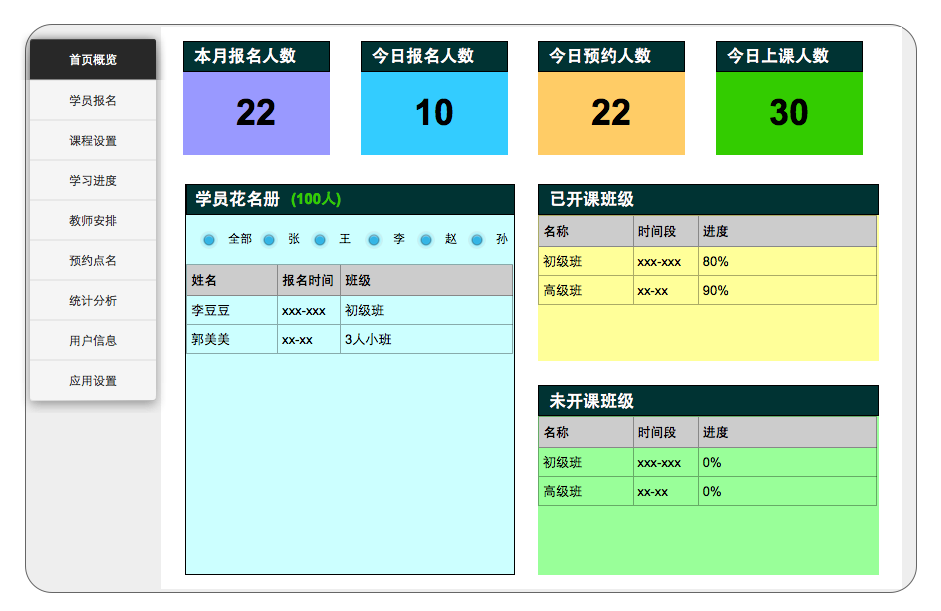 首页概览
学员报名
课程设置
学习进度
教师安排
预约点名
统计分析
用户信息
应用设置
本月报名人数
22
今日报名人数
10
今日预约人数
22
今日上课人数
30
学员花名册 (100人)
全部 张 王 李 赵 孙
姓名 报名时间 班级
李豆豆 xxx-xxx 初级班
郭美美 xx-xx 3人小班
已开课班级
名称 时间段 进度
初级班 xxx-xxx 80%
高级班 xx-xx 90%
未开课班级
名称 时间段 进度
初级班 xxx-xxx 0%
高级班 xx-xx 0%